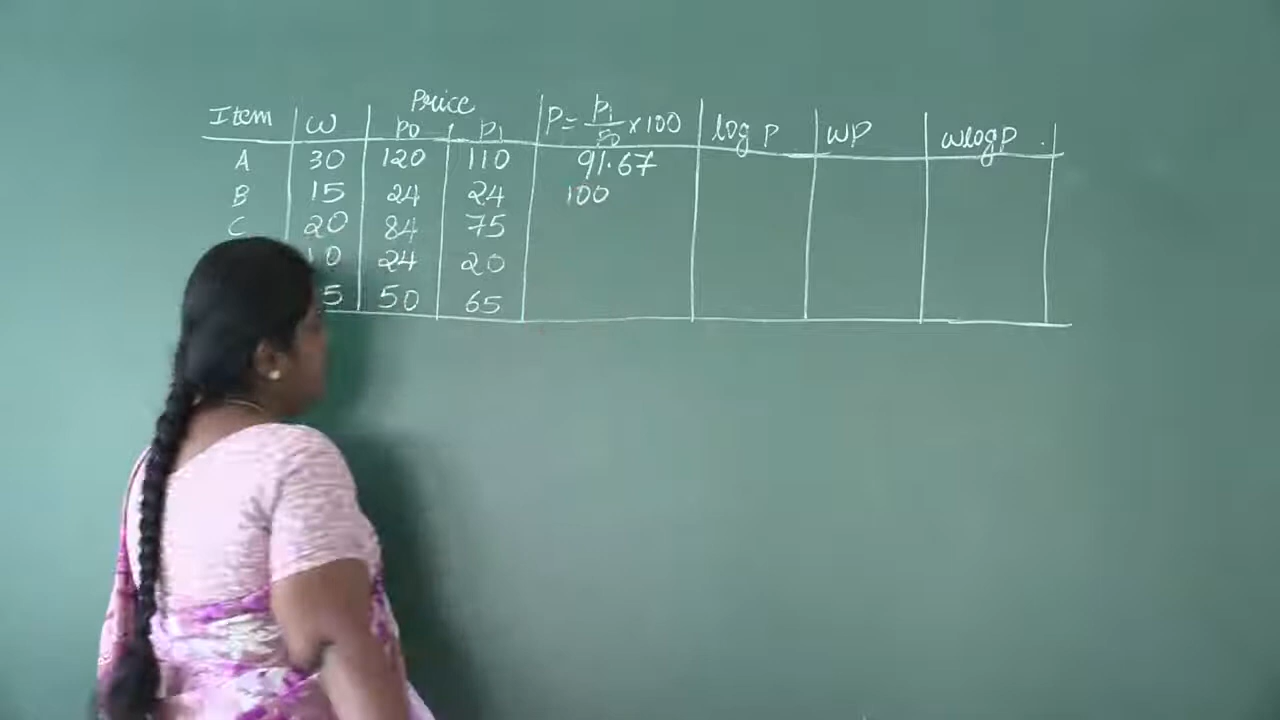 Price
Item ω p0 p1 P = p1/p0 × 100 log P WP wlogP
A 30 120 110 91.67
B 15 24 24 100
C 20 84 75
0 24 20
5 50 65